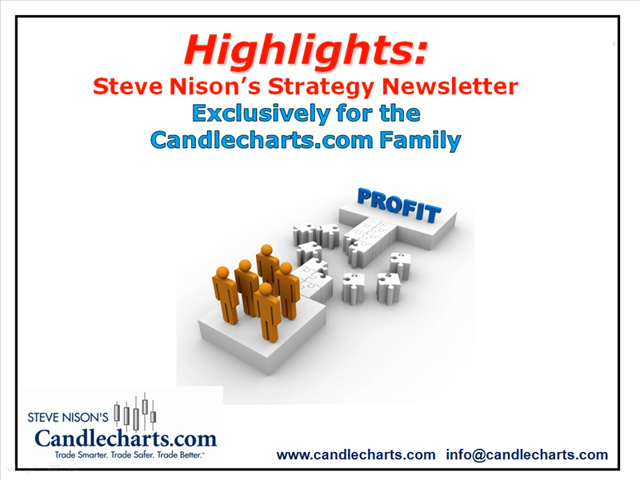 Highlights:
Steve Nison's Strategy Newsletter
Exclusively for the
Candlecharts.com Family
PROFIT
STEVE NISON'S
Candlecharts.com
Trade Smarter. Trade Safer. Trade Better.™
www.candlecharts.com info@candlecharts.com